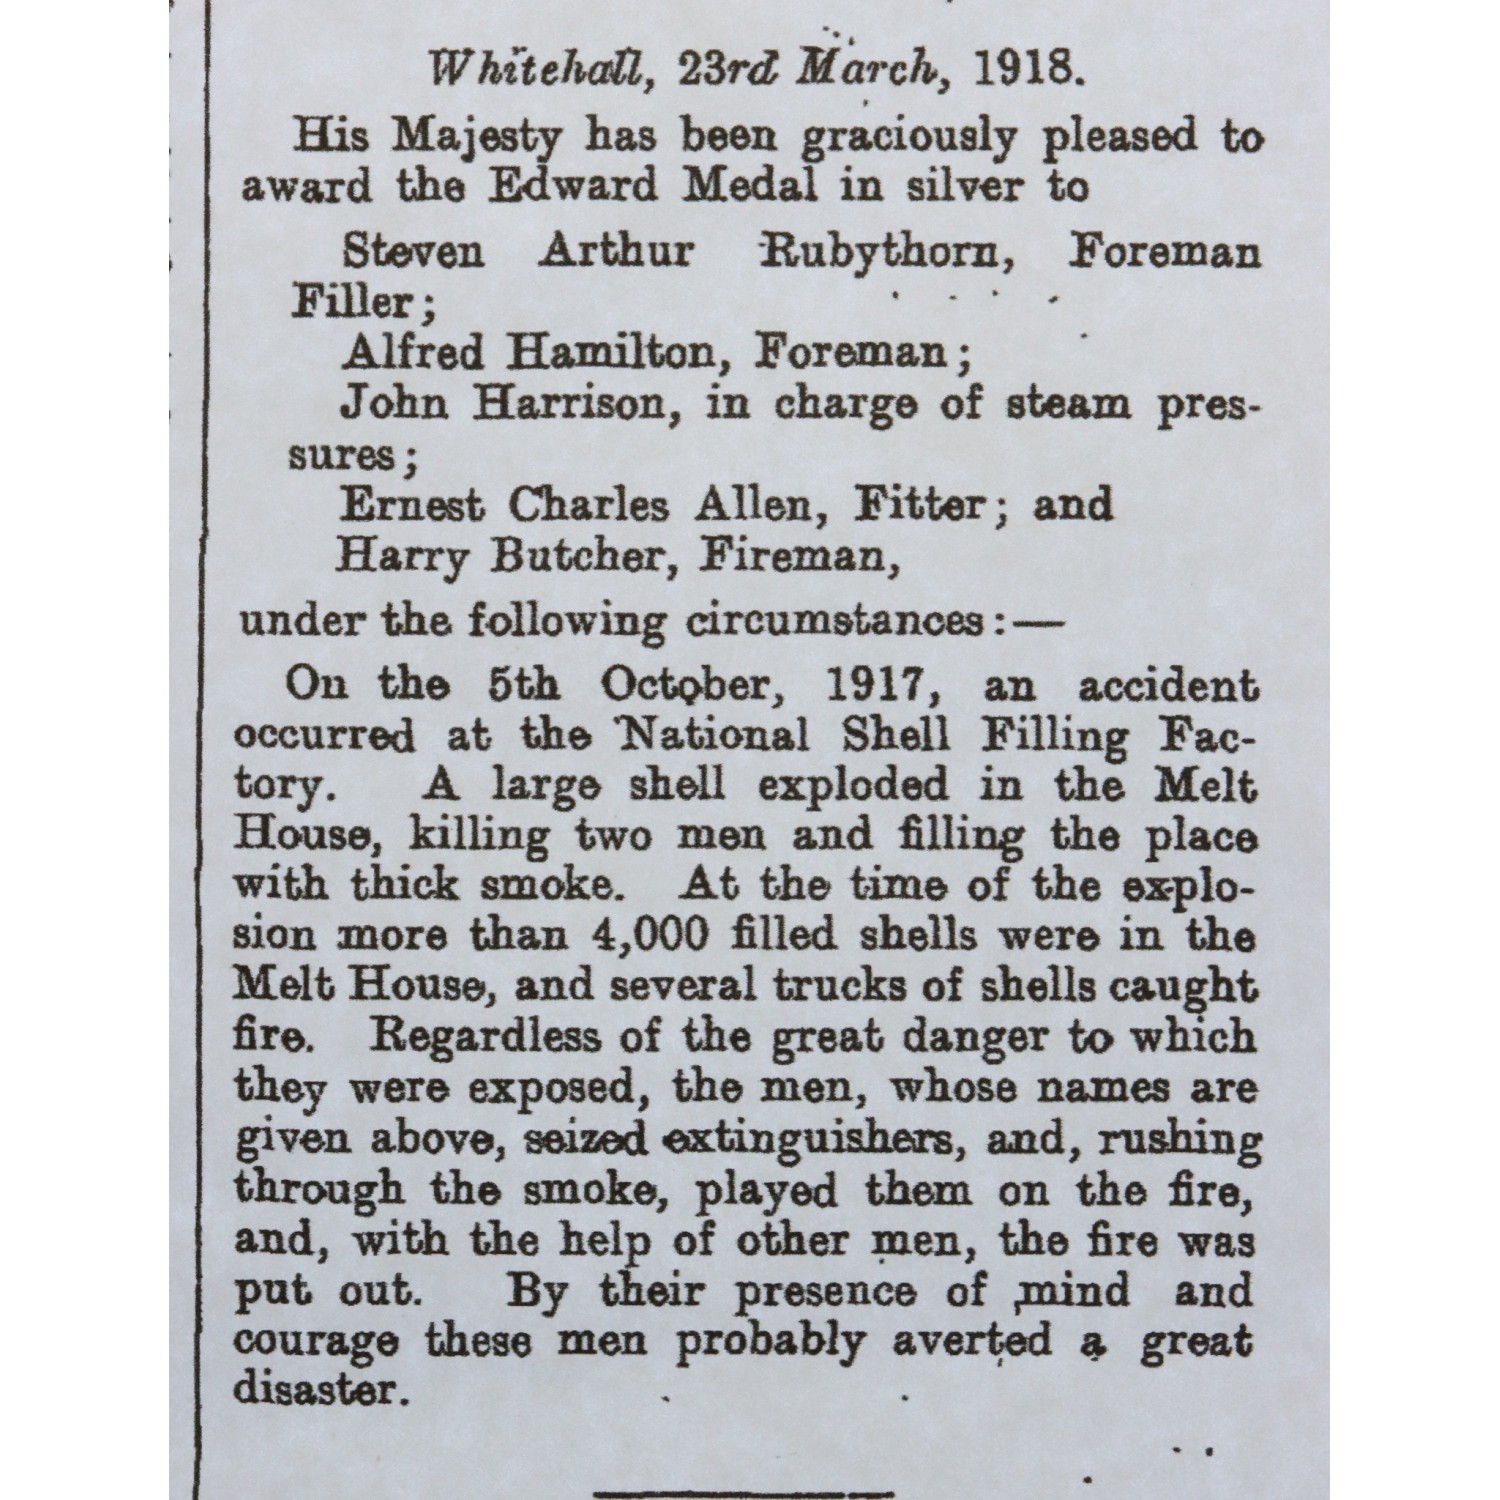 Whitehall, 23rd March, 1918.
His Majesty has been graciously pleased to
award the Edward Medal in silver to
Steven Arthur Rubythorn, Foreman
Filler;
Alfred Hamilton, Foreman;
John Harrison, in charge of steam pres-
sures;
Ernest Charles Allen, Fitter; and
Harry Butcher, Fireman,
under the following circumstances:—
On the 5th October, 1917, an accident
occurred at the National Shell Filling Fac-
tory. A large shell exploded in the Melt
House, killing two men and filling the place
with thick smoke. At the time of the explo-
sion more than 4,000 filled shells were in the
Melt House, and several trucks of shells caught
fire. Regardless of the great danger to which
they were exposed, the men, whose names are
given above, seized extinguishers, and, rushing
through the smoke, played them on the fire,
and, with the help of other men, the fire was
put out. By their presence of mind and
courage these men probably averted a great
disaster.